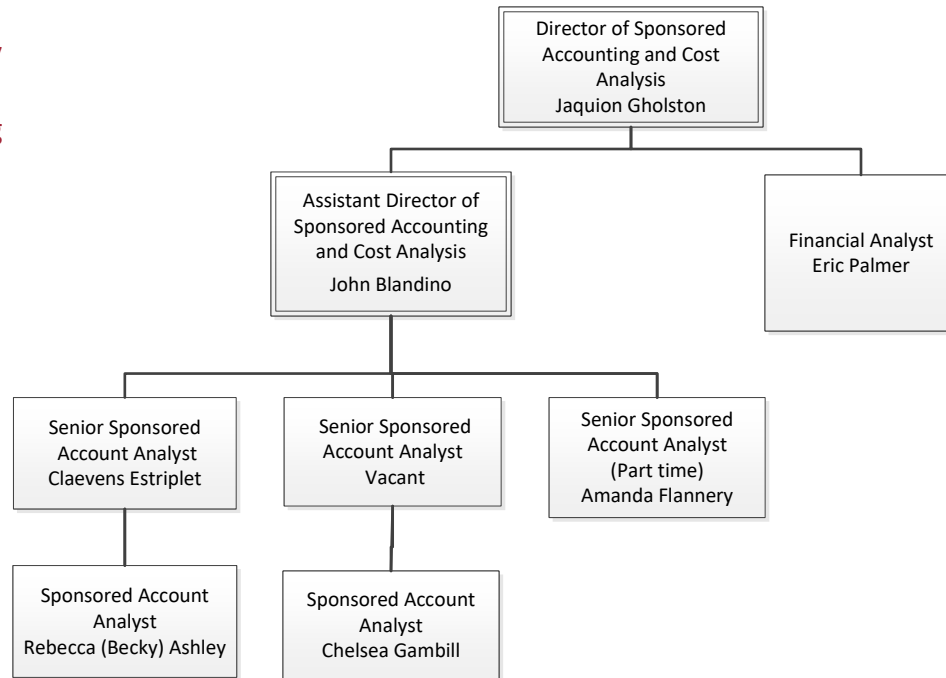 Director of Sponsored
Accounting and Cost
Analysis
Jaquion Gholston
Assistant Director of
Sponsored Accounting
and Cost Analysis
John Blandino
Financial Analyst
Eric Palmer
Senior Sponsored
Account Analyst
Claevens Estriplet
Senior Sponsored
Account Analyst
Vacant
Senior Sponsored
Account Analyst
(Part time)
Amanda Flannery
Sponsored Account
Analyst
Rebecca (Becky) Ashley
Sponsored Account
Analyst
Chelsea Gambill